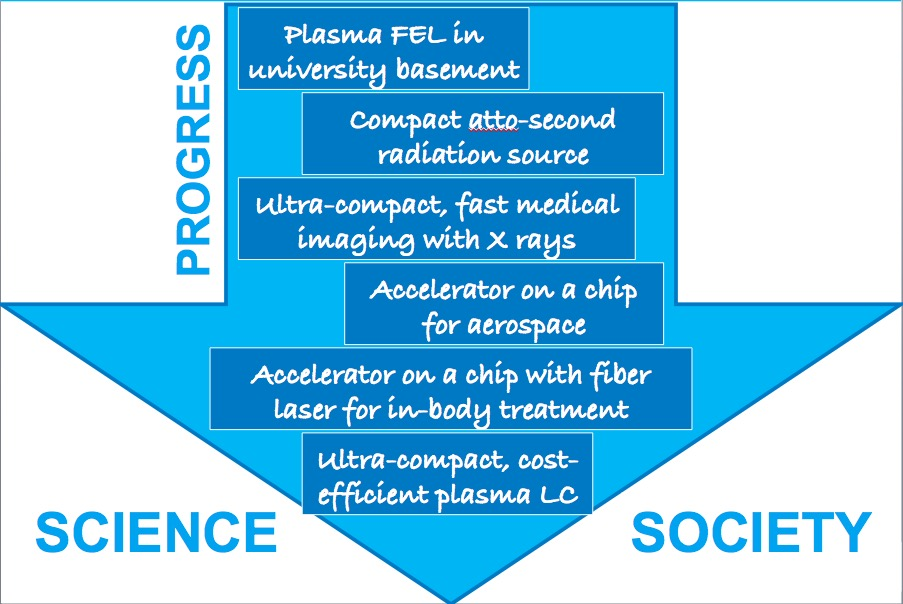 PROGRESS
Plasma FEL in
university basement
Compact atto-second
radiation source
Ultra-compact, fast medical
imaging with X rays
Accelerator on a chip
for aerospace
Accelerator on a chip with fiber
laser for in-body treatment
Ultra-compact, cost-
efficient plasma LC
SCIENCE
SOCIETY